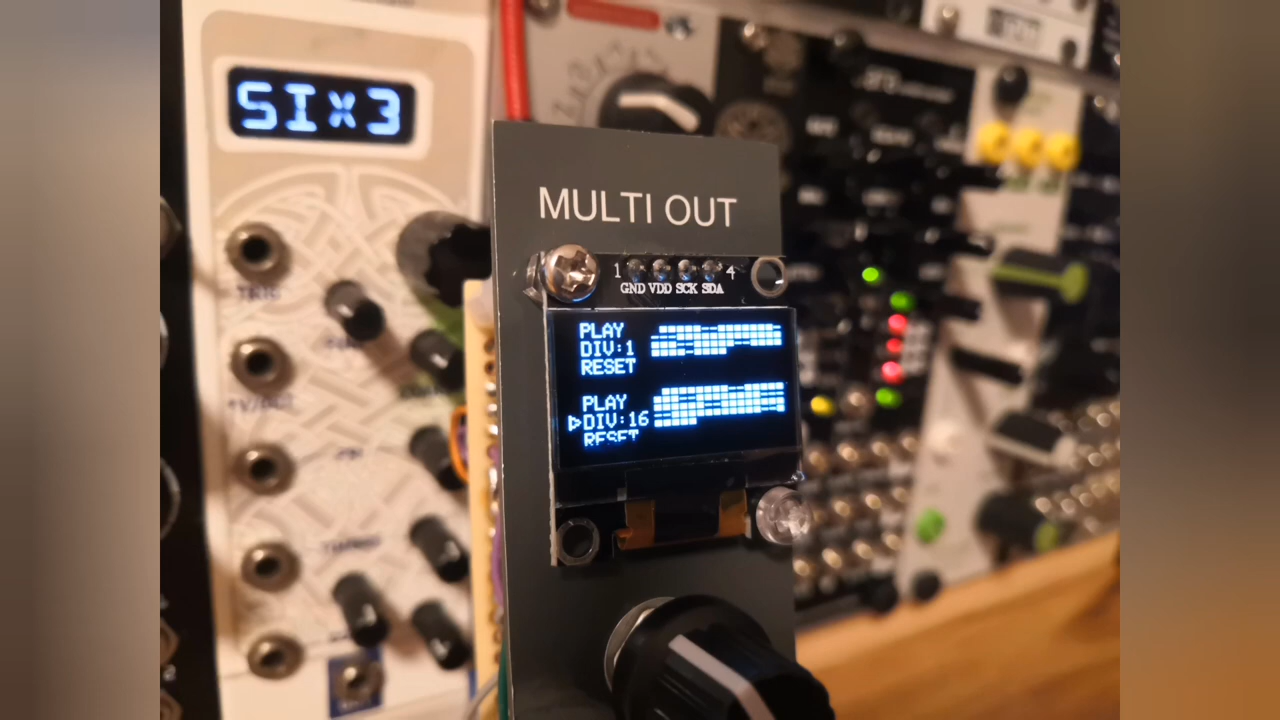 SIX3
MULTI OUT
1 4
GND VDD SCK SDA
PLAY
DIV:1
RESET
PLAY
▷DIV:16
RESET